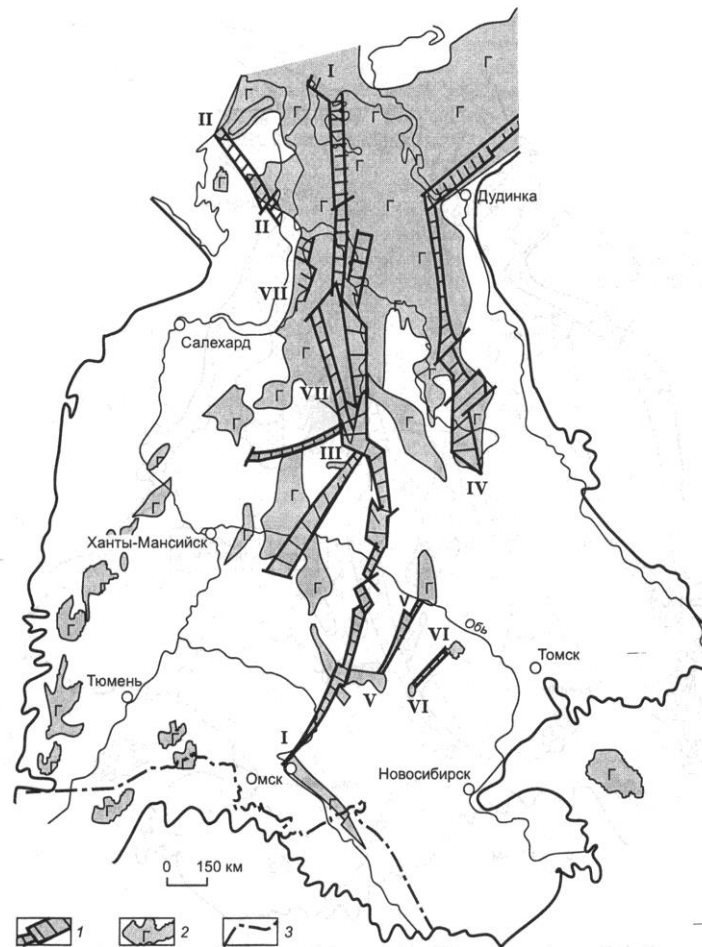 I
Г
Г
Г
Г
II
Г
Г
Г
Дудинка
Г
Г
II
Г
VII
Г
Салехард
Г
VII
Г
Г
Г
Г
Г
III
IV
Г
Г
Г
Ханты-Мансийск
Г
Г
Г
V
Обь
VI
Томск
Тюмень
VI
Г
V
I
Г
Г
Г
Омск
Новосибирск
Г
Г
Г
0 150 км
1
Г
2
3